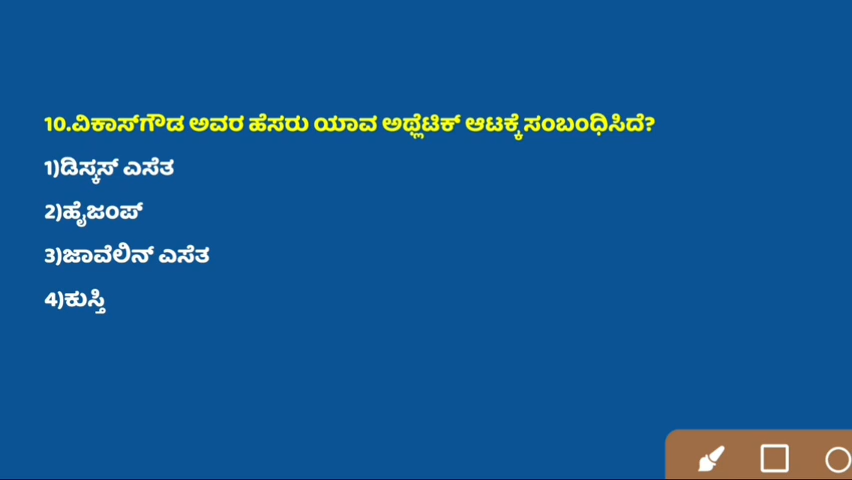 10.ವಿಕಾಸ್‌ಗೌಡ ಅವರ ಹೆಸರು ಯಾವ ಅಥ್ಲೆಟಿಕ್ ಆಟಕ್ಕೆ ಸಂಬಂಧಿಸಿದೆ?
1)ಡಿಸ್ಕಸ್ ಎಸೆತ
2)ಹೈಜಂಪ್
3)ಜಾವೆಲಿನ್ ಎಸೆತ
4)ಕುಸ್ತಿ